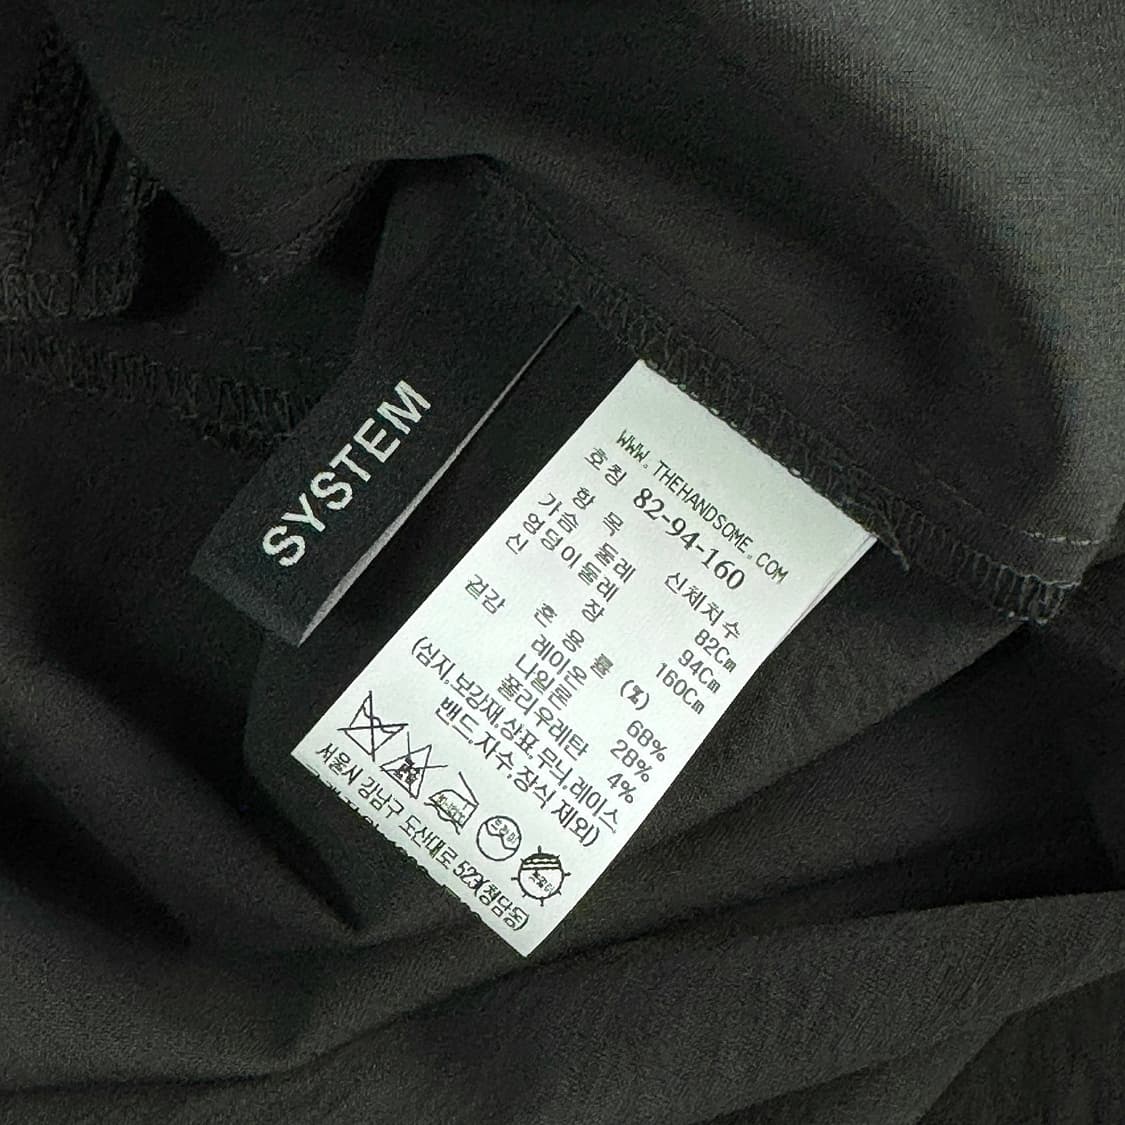 SYSTEM
WWW.THEHANDSOME.COM
호칭 82-94-160
항 목 신체치수
가슴 둘레 82Cm
엉덩이둘레 94Cm
신 장 160Cm
혼 용 률 (%)
겉감 레이온 68%
나일론 28%
폴리우레탄 4%
(심지,보강재,상표,무늬,레이스,
밴드,자수,장식 제외)
서울시 강남구 도산대로 523(청담동)